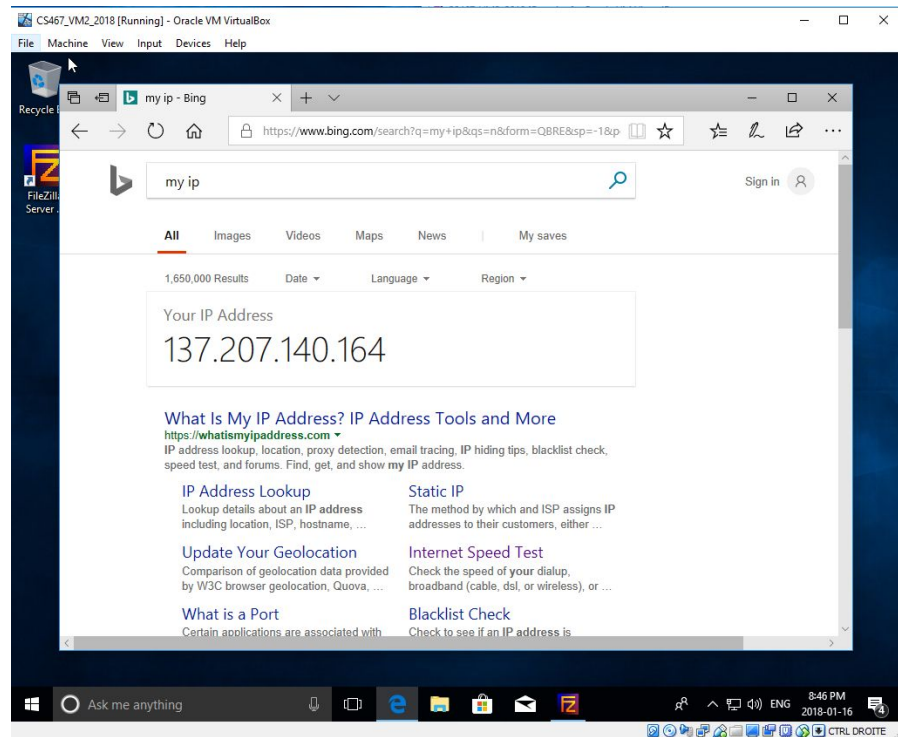 CS467_VM2_2018 [Running] - Oracle VM VirtualBox
File Machine View Input Devices Help
Recycle
my ip - Bing
https://www.bing.com/search?q=my+ip&qs=n&form=QBRE&sp=-1&p
FileZill
Server
my ip
Sign in
All Images Videos Maps News My saves
1,650,000 Results Date Language Region
Your IP Address
137.207.140.164
What Is My IP Address? IP Address Tools and More
https://whatismyipaddress.com
IP address lookup, location, proxy detection, email tracing, IP hiding tips, blacklist check,
speed test, and forums. Find, get, and show my IP address.
IP Address Lookup
Lookup details about an IP address
including location, ISP, hostname, ...
Static IP
The method by which and ISP assigns IP
addresses to their customers, either ...
Update Your Geolocation
Comparison of geolocation data provided
by W3C browser geolocation, Quova, ...
Internet Speed Test
Check the speed of your dialup,
broadband (cable, dsl, or wireless), or ...
What is a Port
Certain applications are associated with
Blacklist Check
Check to see if an IP address is
Ask me anything
ENG
8:46 PM
2018-01-16
4
CTRL DROITE